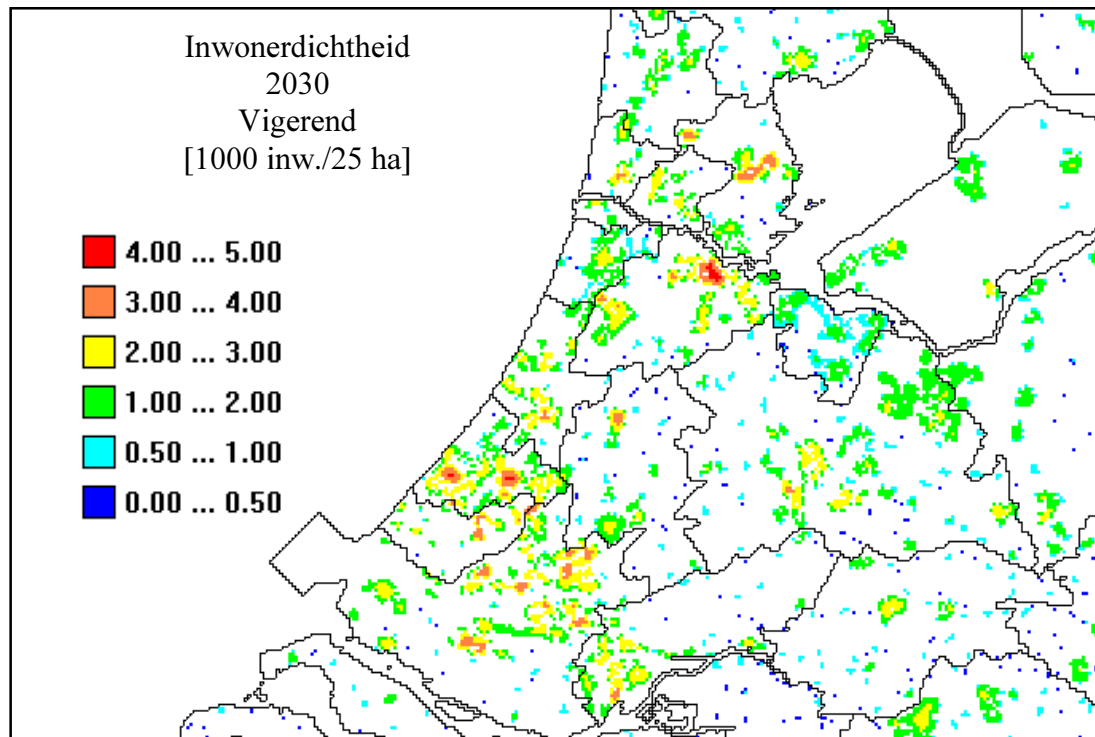 Inwonerdichtheid
2030
Vigerend
[1000 inw./25 ha]
4.00 ... 5.00
3.00 ... 4.00
2.00 ... 3.00
1.00 ... 2.00
0.50 ... 1.00
0.00 ... 0.50